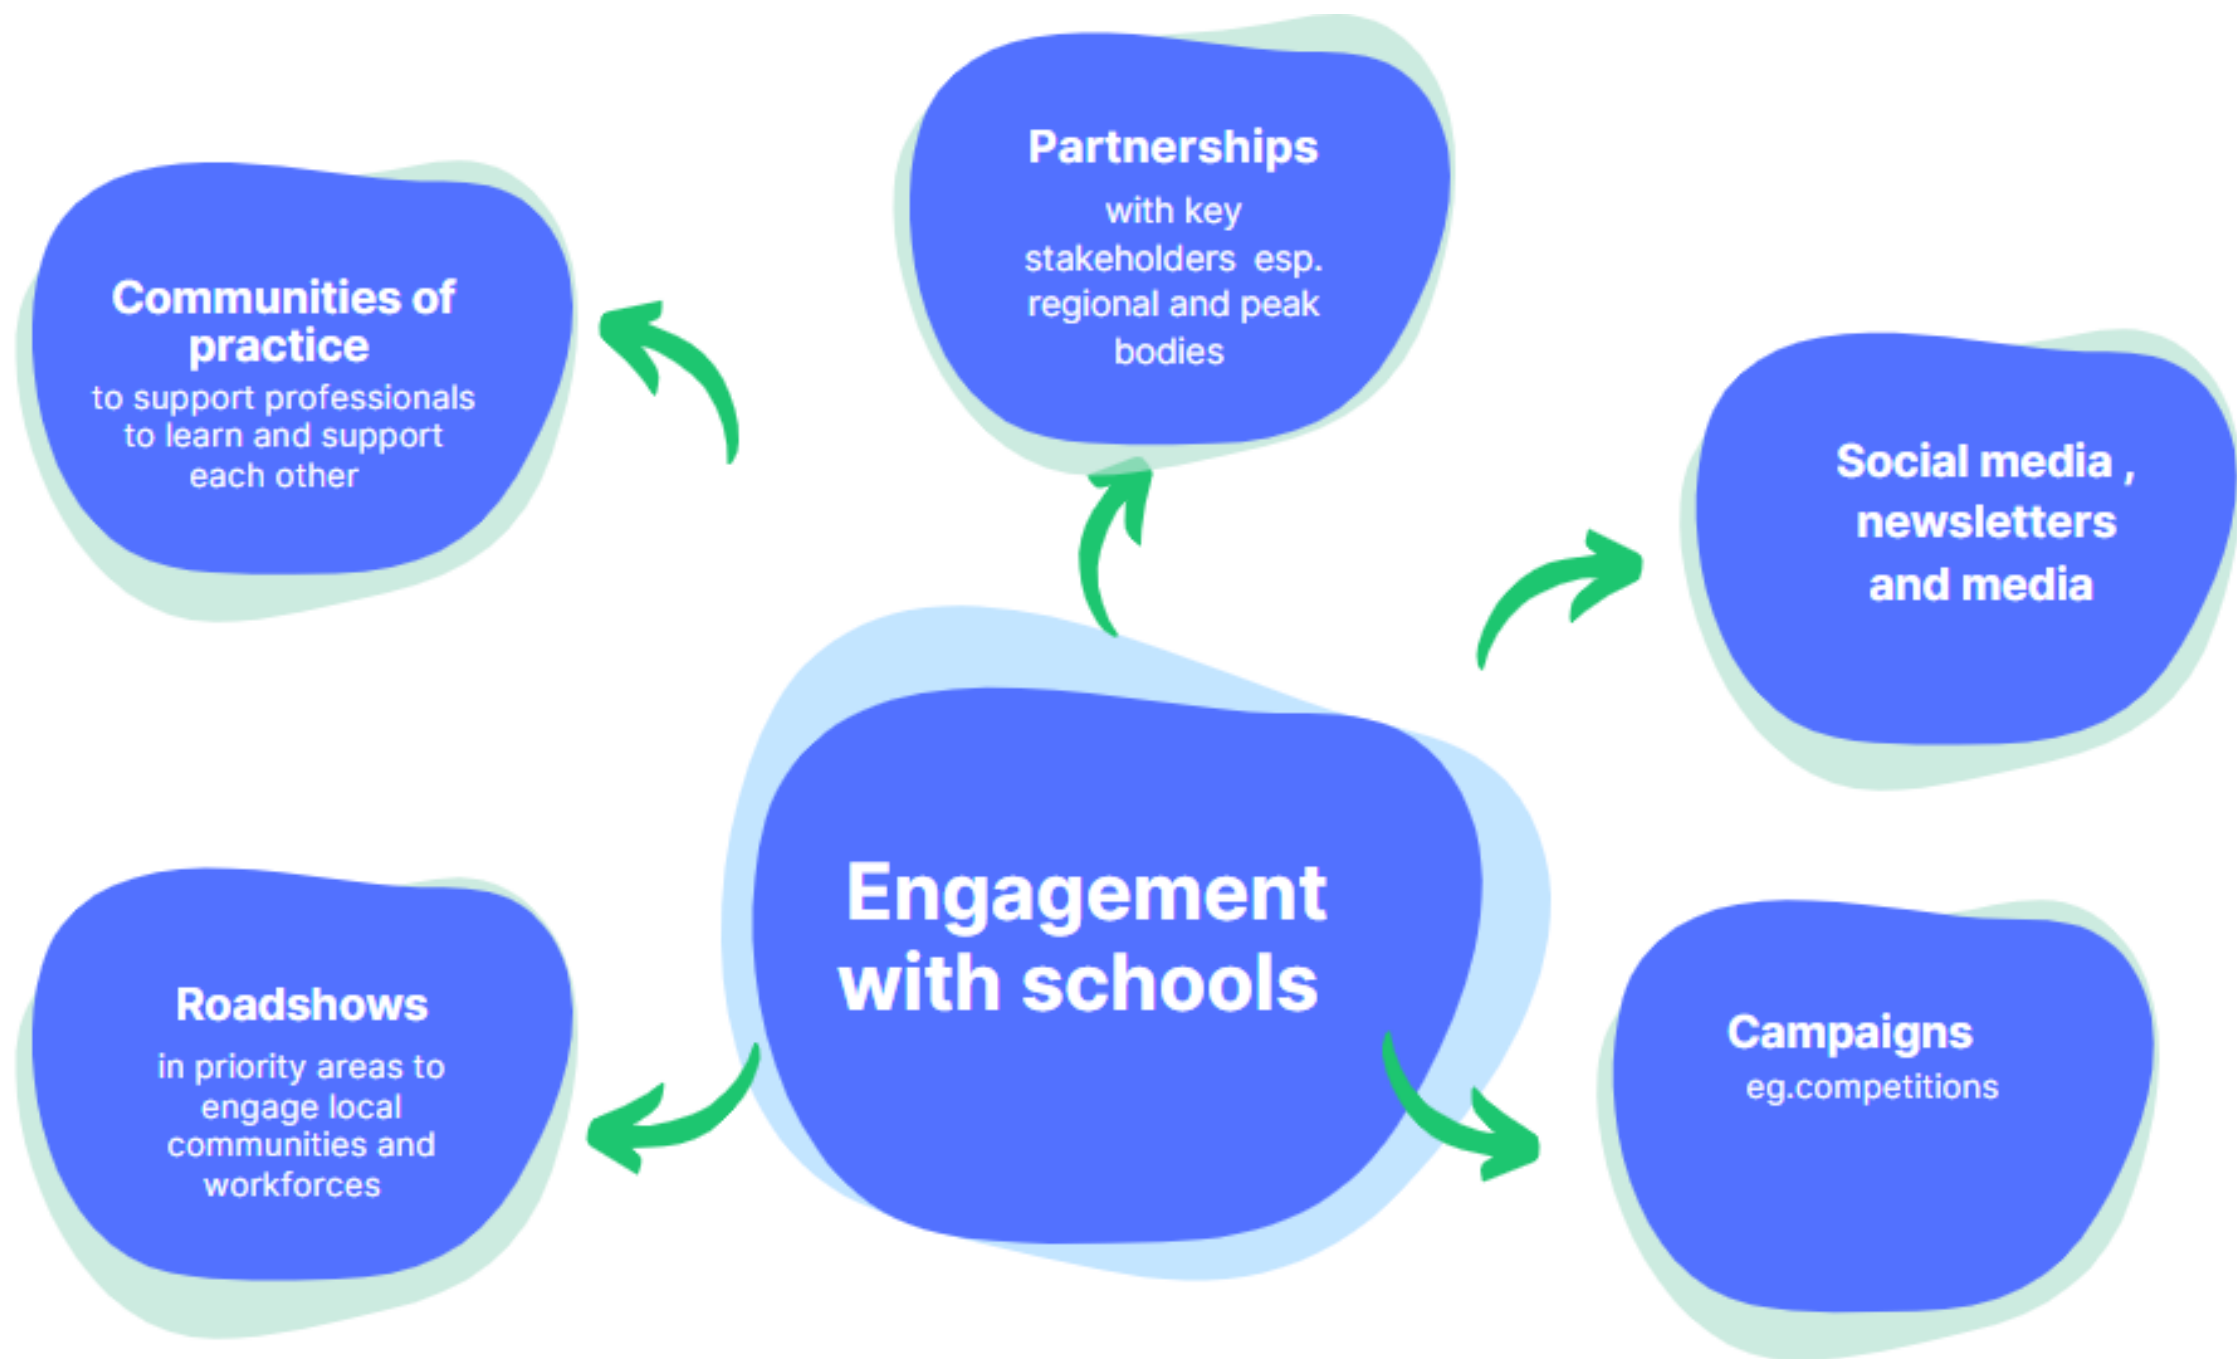 Partnerships
with key
stakeholders  esp.
regional and peak
bodies
Communities of
practice
to support professionals
to learn and support
each other
Social media ,
newsletters
and media
Engagement
with schools
Roadshows
in priority areas to
engage local
communities and
workforces
Campaigns
eg.competitions